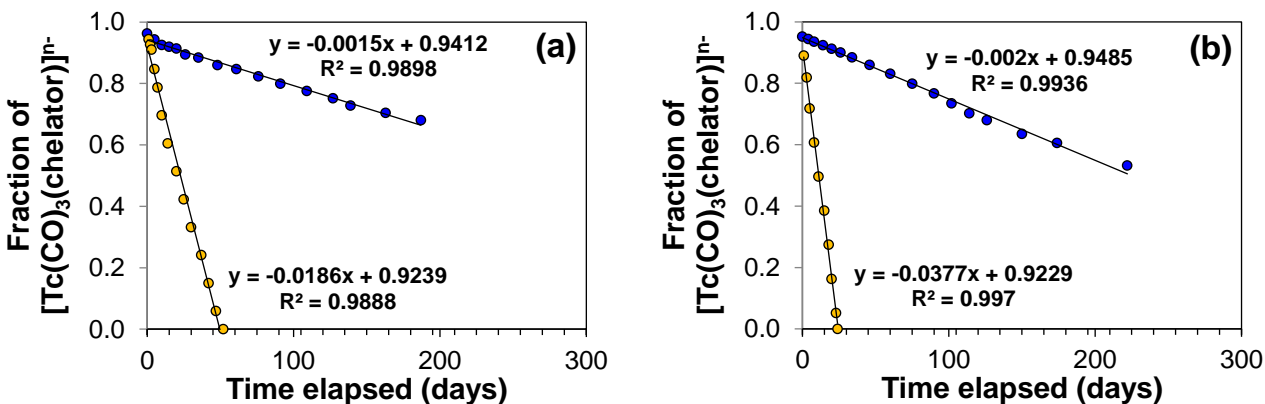 Fraction of
[Tc(CO)₃(chelator)]ⁿ⁻
1.0
0.8
0.6
0.4
0.2
0.0
(a)
y = -0.0015x + 0.9412
R² = 0.9898
y = -0.0186x + 0.9239
R² = 0.9888
0 100 200 300
Time elapsed (days)
Fraction of
[Tc(CO)₃(chelator)]ⁿ⁻
1.0
0.8
0.6
0.4
0.2
0.0
(b)
y = -0.002x + 0.9485
R² = 0.9936
y = -0.0377x + 0.9229
R² = 0.997
0 100 200 300
Time elapsed (days)